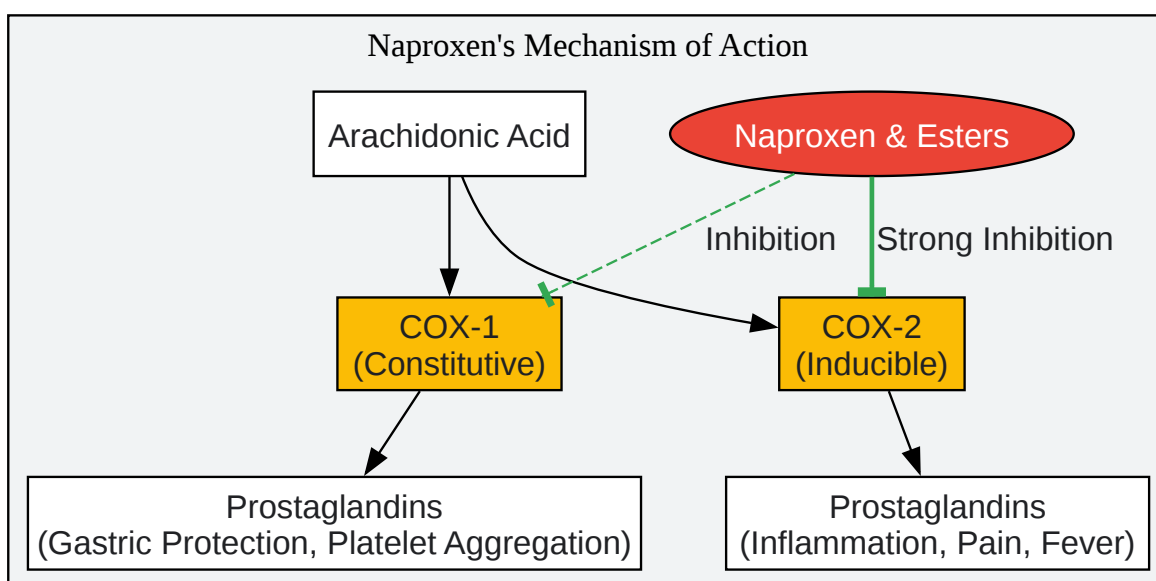 Naproxen's Mechanism of Action
Arachidonic Acid
Naproxen & Esters
Inhibition
Strong Inhibition
COX-1
(Constitutive)
COX-2
(Inducible)
Prostaglandins
(Gastric Protection, Platelet Aggregation)
Prostaglandins
(Inflammation, Pain, Fever)